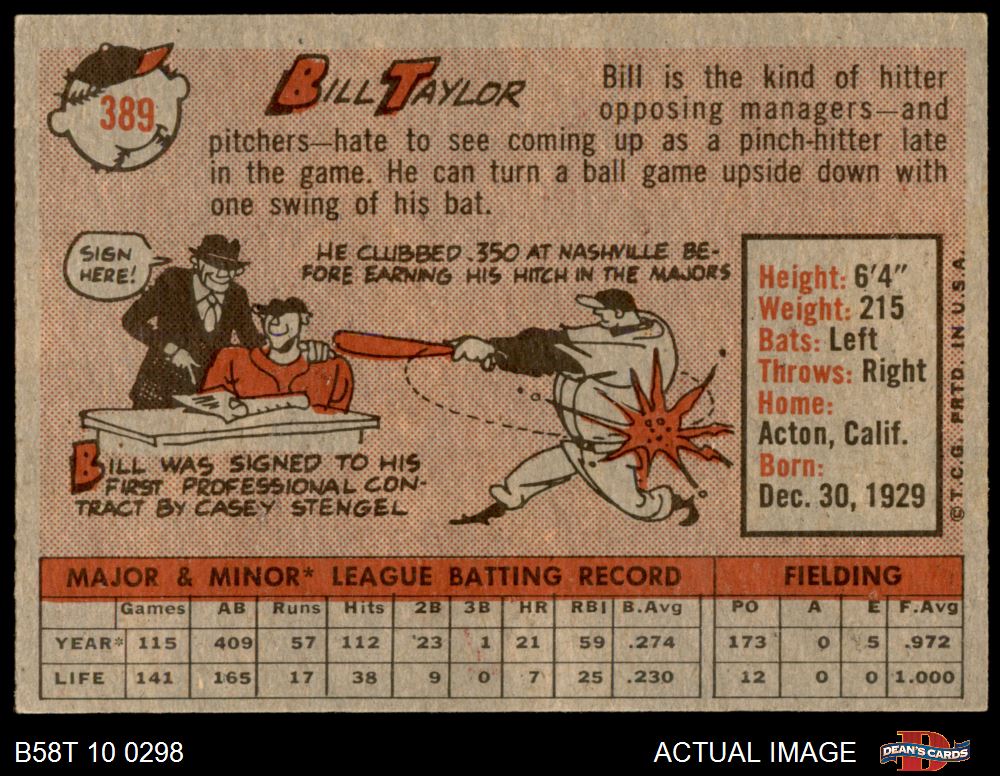 389
BILL TAYLOR
Bill is the kind of hitter
opposing managers—and
pitchers—hate to see coming up as a pinch-hitter late
in the game. He can turn a ball game upside down with
one swing of his bat.
SIGN
HERE!
HE CLUBBED .350 AT NASHVILLE BE-
FORE EARNING HIS HITCH IN THE MAJORS
BILL WAS SIGNED TO HIS
FIRST PROFESSIONAL CON-
TRACT BY CASEY STENGEL
Height: 6'4"
Weight: 215
Bats: Left
Throws: Right
Home:
Acton, Calif.
Born:
Dec. 30, 1929
© T.C.G. PRTD. IN U.S.A.
MAJOR & MINOR* LEAGUE BATTING RECORD FIELDING
Games AB Runs Hits 2B 3B HR RBI B.Avg PO A E F.Avg
YEAR* 115 409 57 112 23 1 21 59 .274 173 0 5 .972
LIFE 141 165 17 38 9 0 7 25 .230 12 0 0 1.000
B58T 10 0298
ACTUAL IMAGE
DEAN'S CARDS